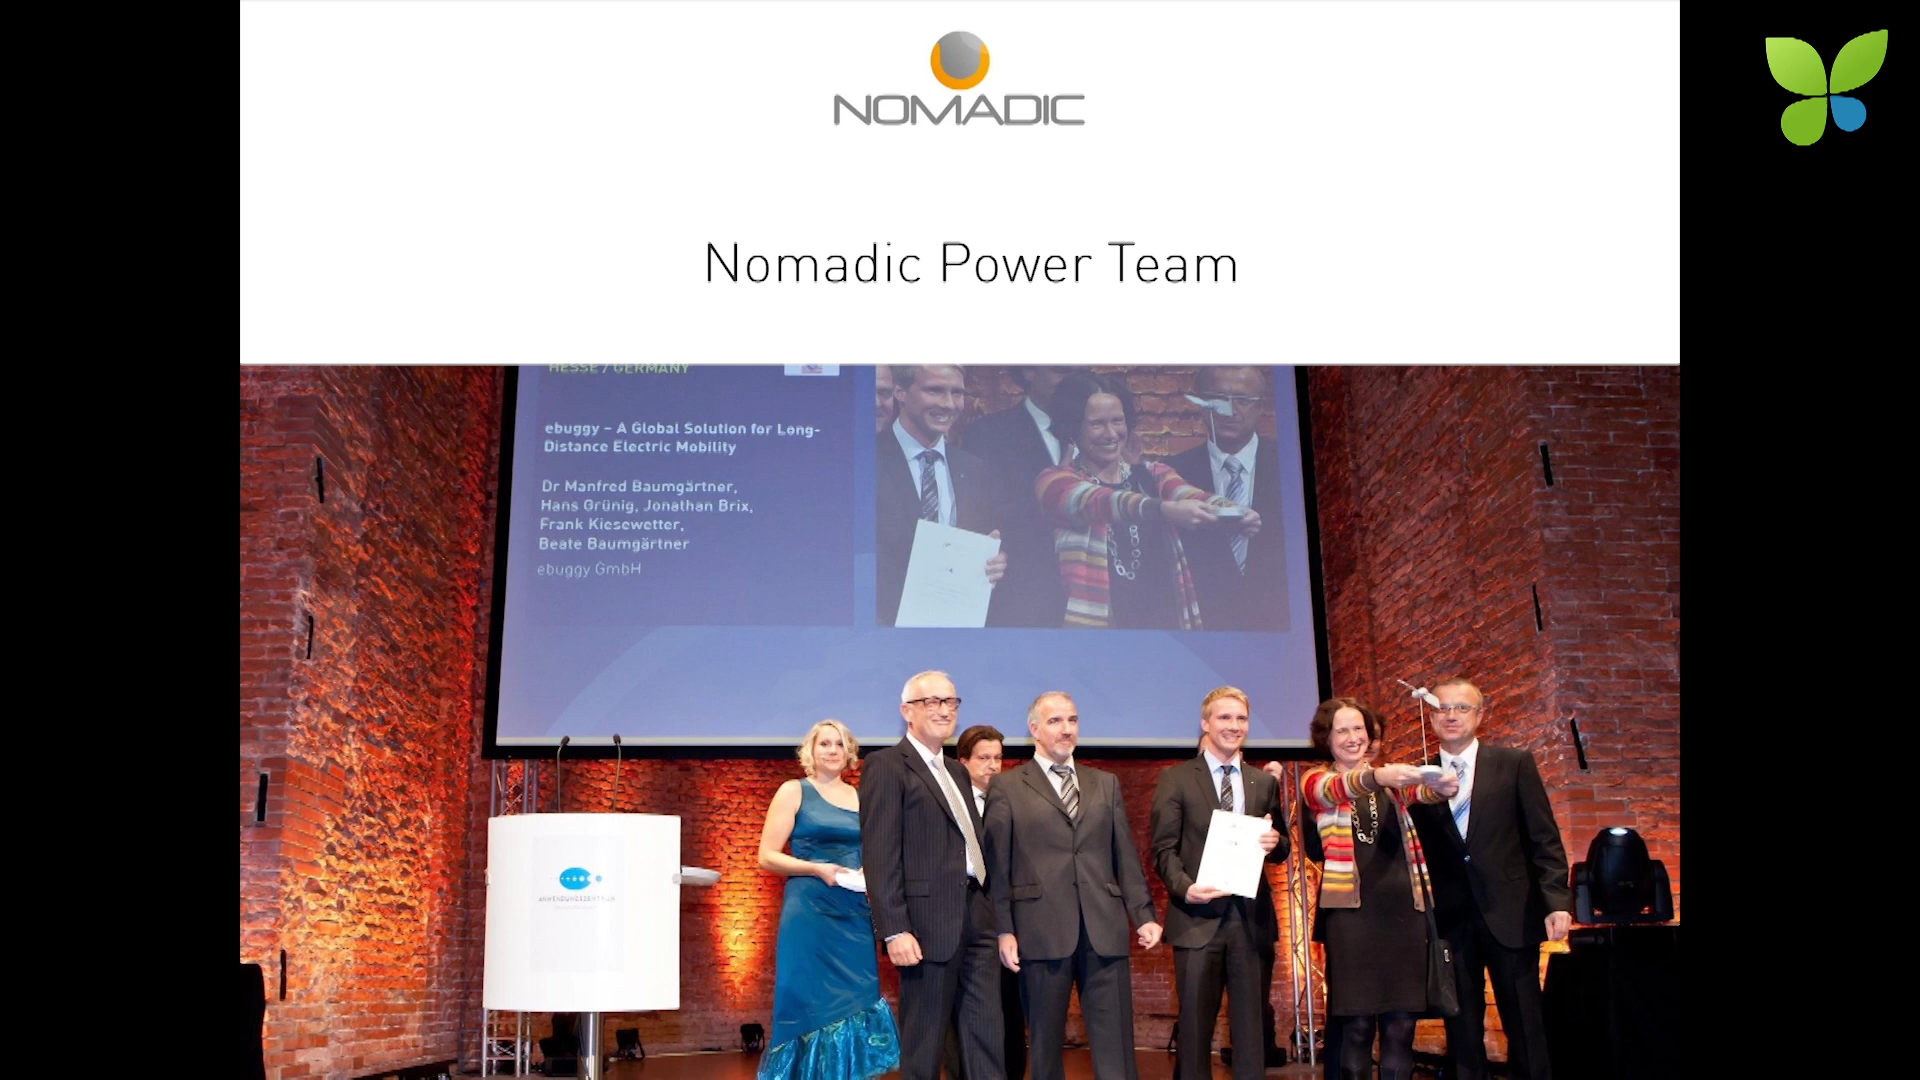 NOMADIC
Nomadic Power Team
HESSE / GERMANY
ebuggy – A Global Solution for Long-
Distance Electric Mobility
Dr Manfred Baumgärtner,
Hans Grünig, Jonathan Brix,
Frank Kiesewetter,
Beate Baumgärtner
ebuggy GmbH
ANWENDUNGSZENTRUM